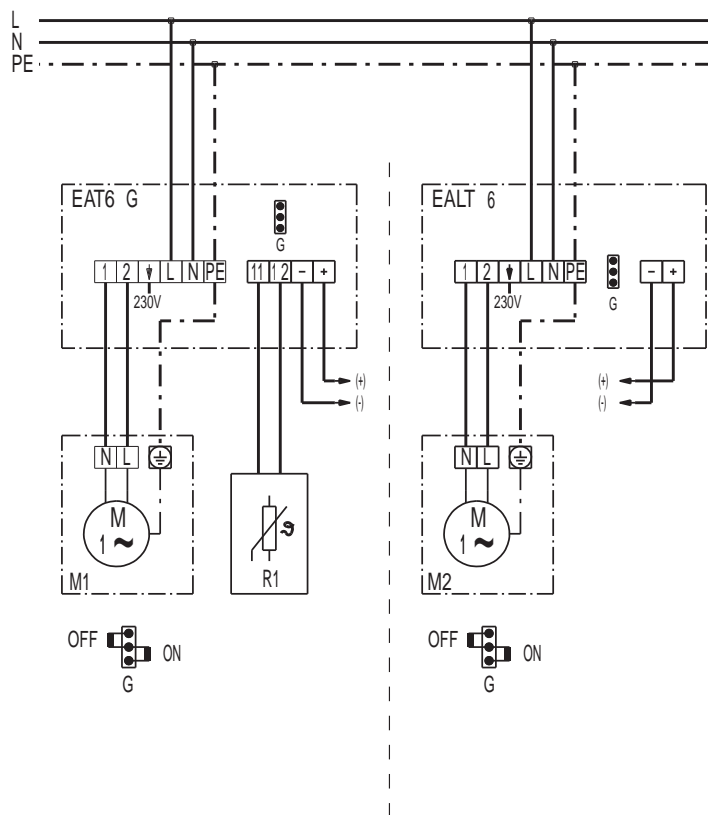 L
N
PE
EAT6 G
G
1 2 L N PE
230V
11 12 - +
(+)
(-)
N L
M
1 ~
M1
ϑ
R1
OFF
ON
G
EALT 6
1 2 L N PE
230V
G
- +
(+)
(-)
N L
M
1 ~
M2
OFF
ON
G